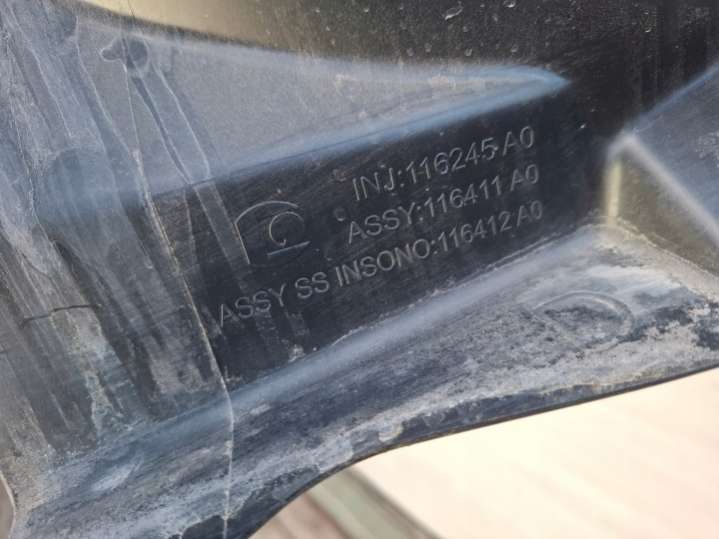 INJ:116245 A0
ASSY:116411 A0
ASSY SS INSONO:116412 A0
D